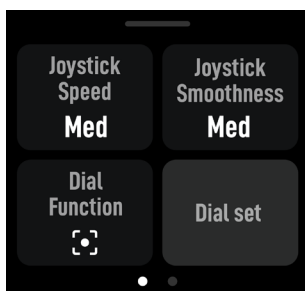 Joystick
Speed
Med
Joystick
Smoothness
Med
Dial
Function
Dial set